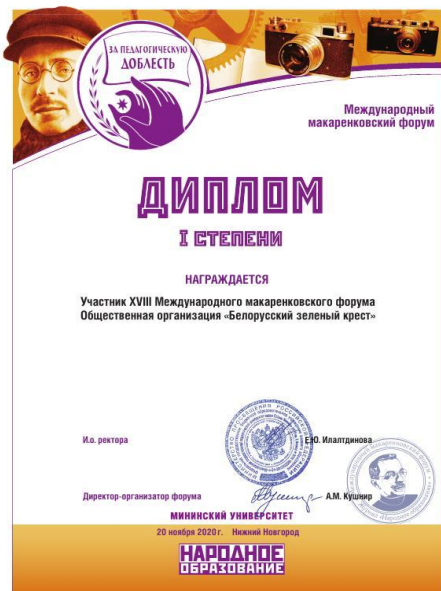 ЗА ПЕДАГОГИЧЕСКУЮ
ДОБЛЕСТЬ
Международный
макаренковский форум
ДИПЛОМ
I СТЕПЕНИ
НАГРАЖДАЕТСЯ
Участник XVIII Международного макаренковского форума
Общественная организация «Белорусский зеленый крест»
И.о. ректора
Е.Ю. Илалтдинова
Директор-организатор форума
А.М. Кушнир
МИНИНСКИЙ УНИВЕРСИТЕТ
20 ноября 2020 г. Нижний Новгород
НАРОДНОЕ
ОБРАЗОВАНИЕ